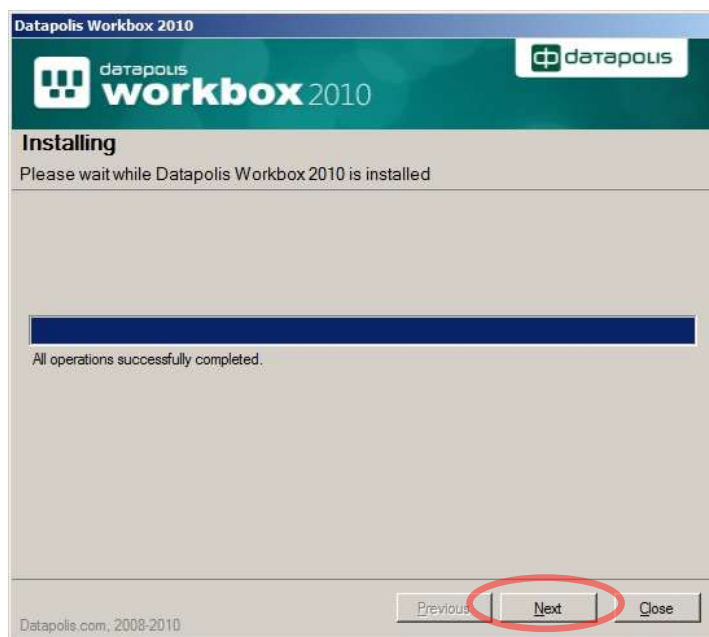 Datapolis Workbox 2010
datapolis
workbox 2010
datapolis
Installing
Please wait while Datapolis Workbox 2010 is installed
All operations successfully completed.
Previous
Next
Close
Datapolis.com, 2008-2010